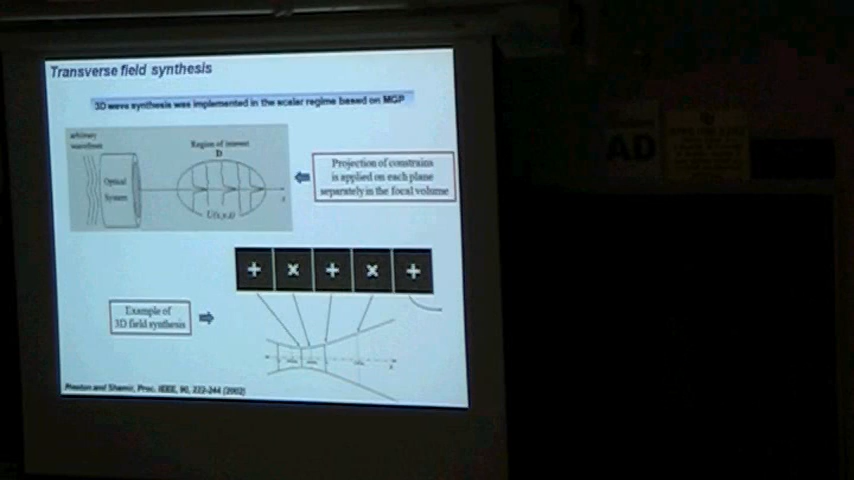 Transverse field synthesis
3D wave synthesis was implemented in the scalar regime based on MGP
arbitrary
wavefront
Region of interest
D
Optical
System
U(x,y,z)
Projection of constrains
is applied on each plane
separately in the focal volume
Example of
3D field synthesis
and Shamir, Proc. IEEE, 90, 222-244 (2002)
AD